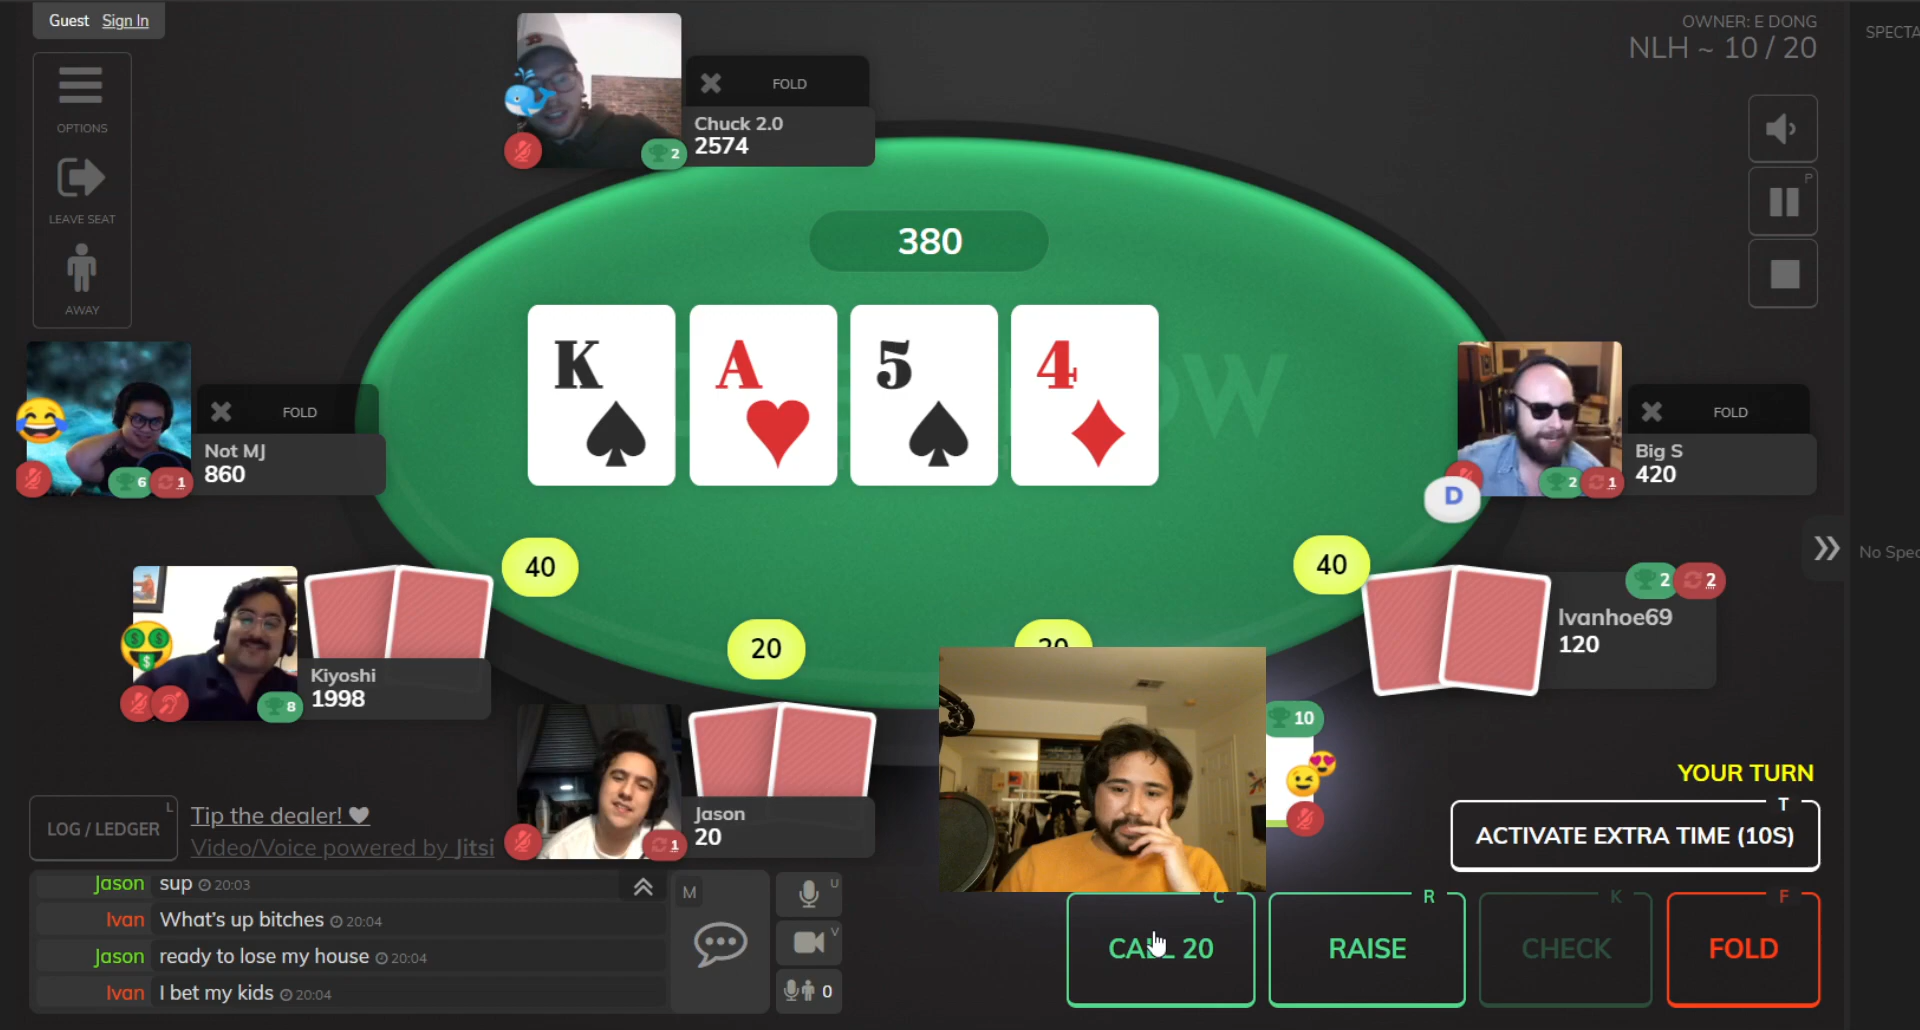 Guest Sign In
OPTIONS
LEAVE SEAT
AWAY
FOLD
Chuck 2.0
2574
2
OWNER: E DONG
NLH ~ 10 / 20
P
380
K
A
5
4
FOLD
Not MJ
860
6
1
FOLD
Big S
420
2
1
D
40
Kiyoshi
1998
8
20
Jason
20
1
40
Ivanhoe69
120
2
2
10
YOUR TURN
T
ACTIVATE EXTRA TIME (10S)
LOG / LEDGER
L
Tip the dealer! ♥
Video/Voice powered by Jitsi
Jason sup 20:03
Ivan What's up bitches 20:04
Jason ready to lose my house 20:04
Ivan I bet my kids 20:04
M
U
V
0
C
R
RAISE
K
CHECK
F
FOLD